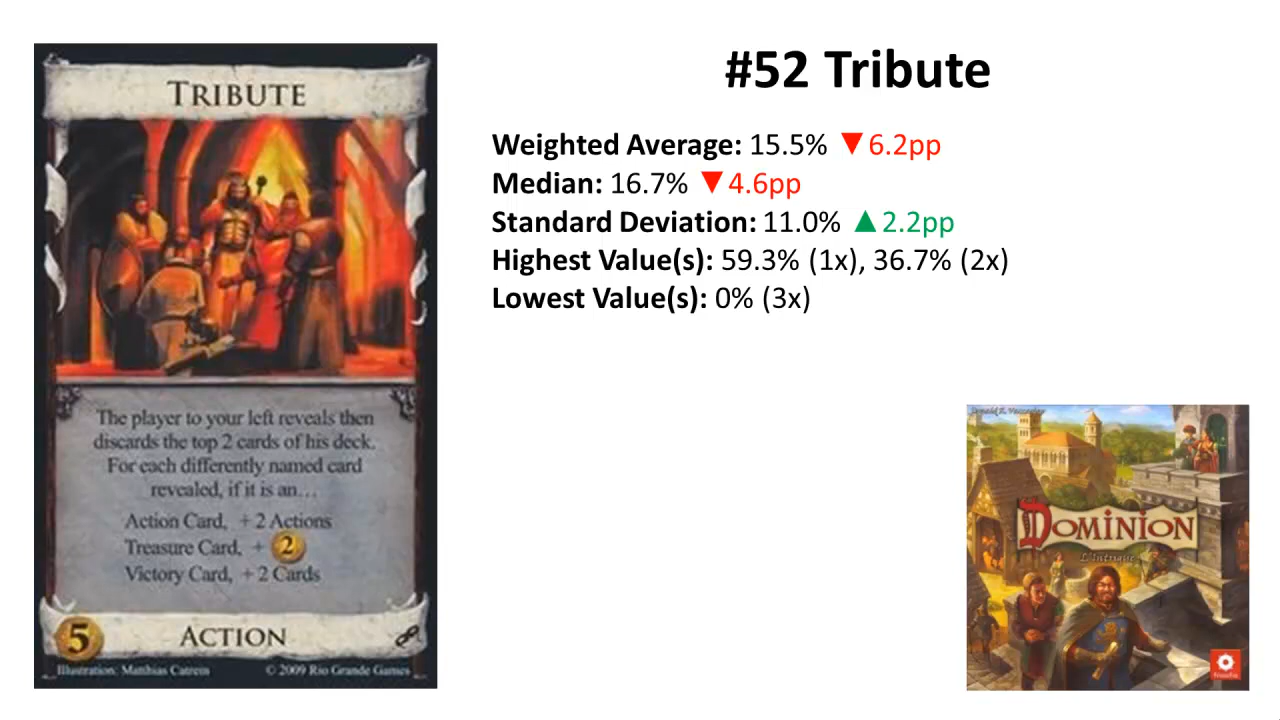 TRIBUTE
The player to your left reveals then
discards the top 2 cards of his deck.
For each differently named card
revealed, if it is an...
Action Card, +2 Actions
Treasure Card, + 2
Victory Card, +2 Cards
5
ACTION
Illustration: Matthias Catrein
© 2009 Rio Grande Games
#52 Tribute
Weighted Average: 15.5% ▼6.2pp
Median: 16.7% ▼4.6pp
Standard Deviation: 11.0% ▲2.2pp
Highest Value(s): 59.3% (1x), 36.7% (2x)
Lowest Value(s): 0% (3x)
Donald X. Vaccarino
DOMINION
L'Intrigue